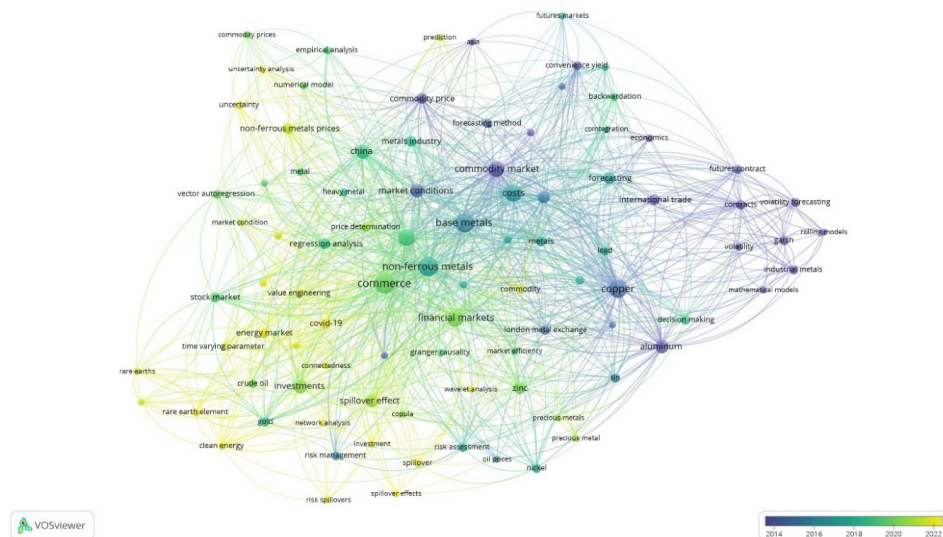 futures markets
commodity prices
prediction
asia
empirical analysis
convenience yield
uncertainty analysis
numerical model
commodity price
backwardation
uncertainty
forecasting method
non-ferrous metals prices
cointegration
economics
metals industry
china
commodity market
futures contract
metal
forecasting
vector autoregression
heavy metal
market conditions
costs
international trade
contracts
volatility forecasting
market condition
price determination
base metals
rolling models
regression analysis
metals
garch
lead
volatility
non-ferrous metals
industrial metals
commerce
commodity
copper
mathematical models
stock market
value engineering
covid-19
financial markets
decision making
energy market
london metal exchange
time varying parameter
granger causality
market efficiency
aluminum
connectedness
rare earths
crude oil
investments
wavelet analysis
zinc
tin
spillover effect
rare earth element
copula
precious metals
gold
network analysis
precious metal
clean energy
investment
risk assessment
risk management
spillover
oil prices
nickel
risk spillovers
spillover effects
VOSviewer
2014 2016 2018 2020 2022